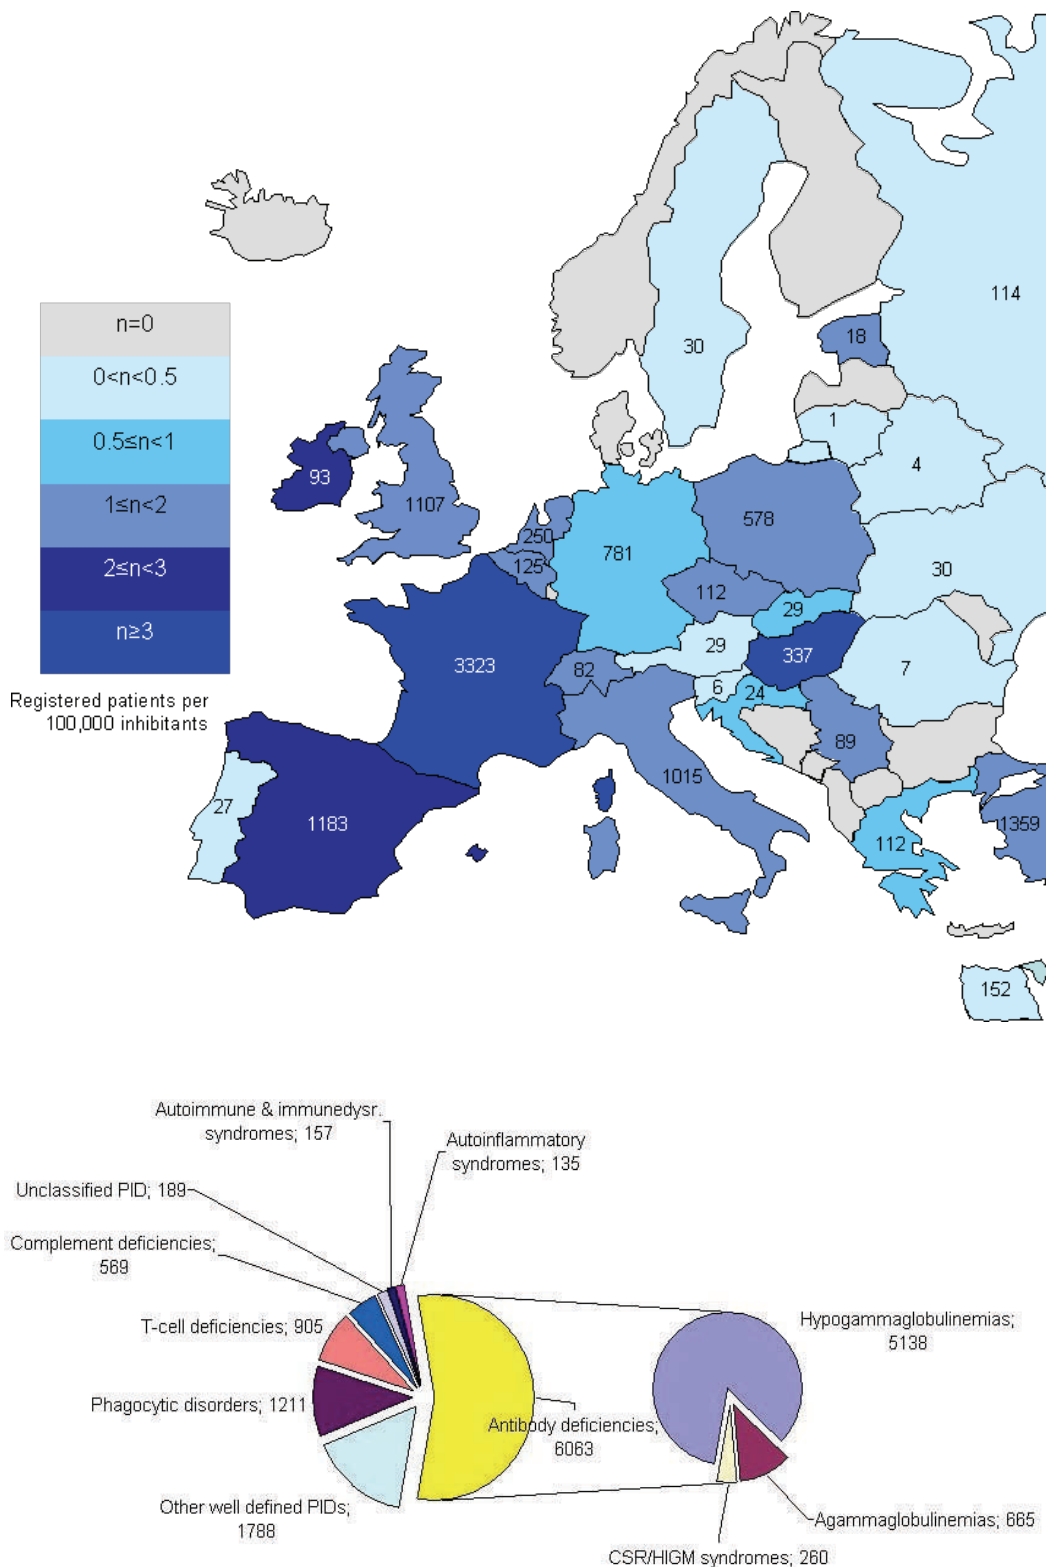 114
18
30
1
4
93
1107
578
250
781
125
30
112
29
29
337
3323
82
7
6
24
89
27
1015
1183
1359
112
152
n=0
0<n<0.5
0.5≤n<1
1≤n<2
2≤n<3
n≥3
Registered patients per
100,000 inhibitants
Autoimmune & immunedysr.
syndromes; 157
Autoinflammatory
syndromes; 135
Unclassified PID; 189
Complement deficiencies;
569
T-cell deficiencies; 905
Phagocytic disorders; 1211
Other well defined PIDs;
1788
Antibody deficiencies;
6063
Hypogammaglobulinemias;
5138
Agammaglobulinemias; 665
CSR/HIGM syndromes; 260